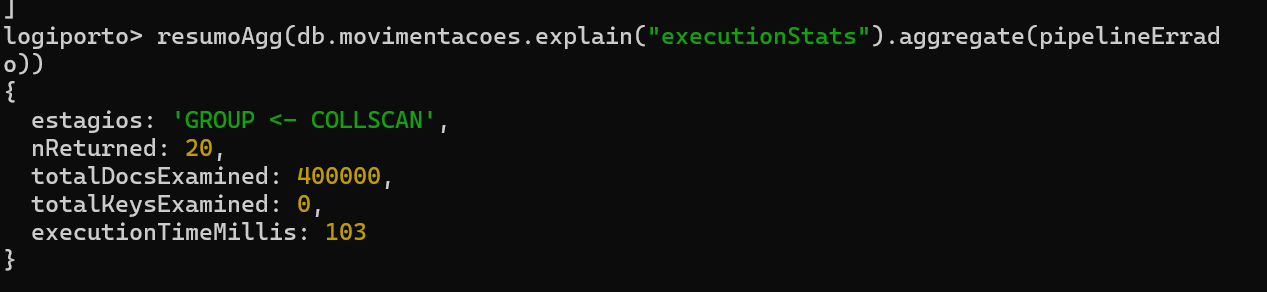 ]
logiporto> resumoAgg(db.movimentacoes.explain("executionStats").aggregate(pipelineErrad
o))
{
  estagios: 'GROUP <- COLLSCAN',
  nReturned: 20,
  totalDocsExamined: 400000,
  totalKeysExamined: 0,
  executionTimeMillis: 103
}